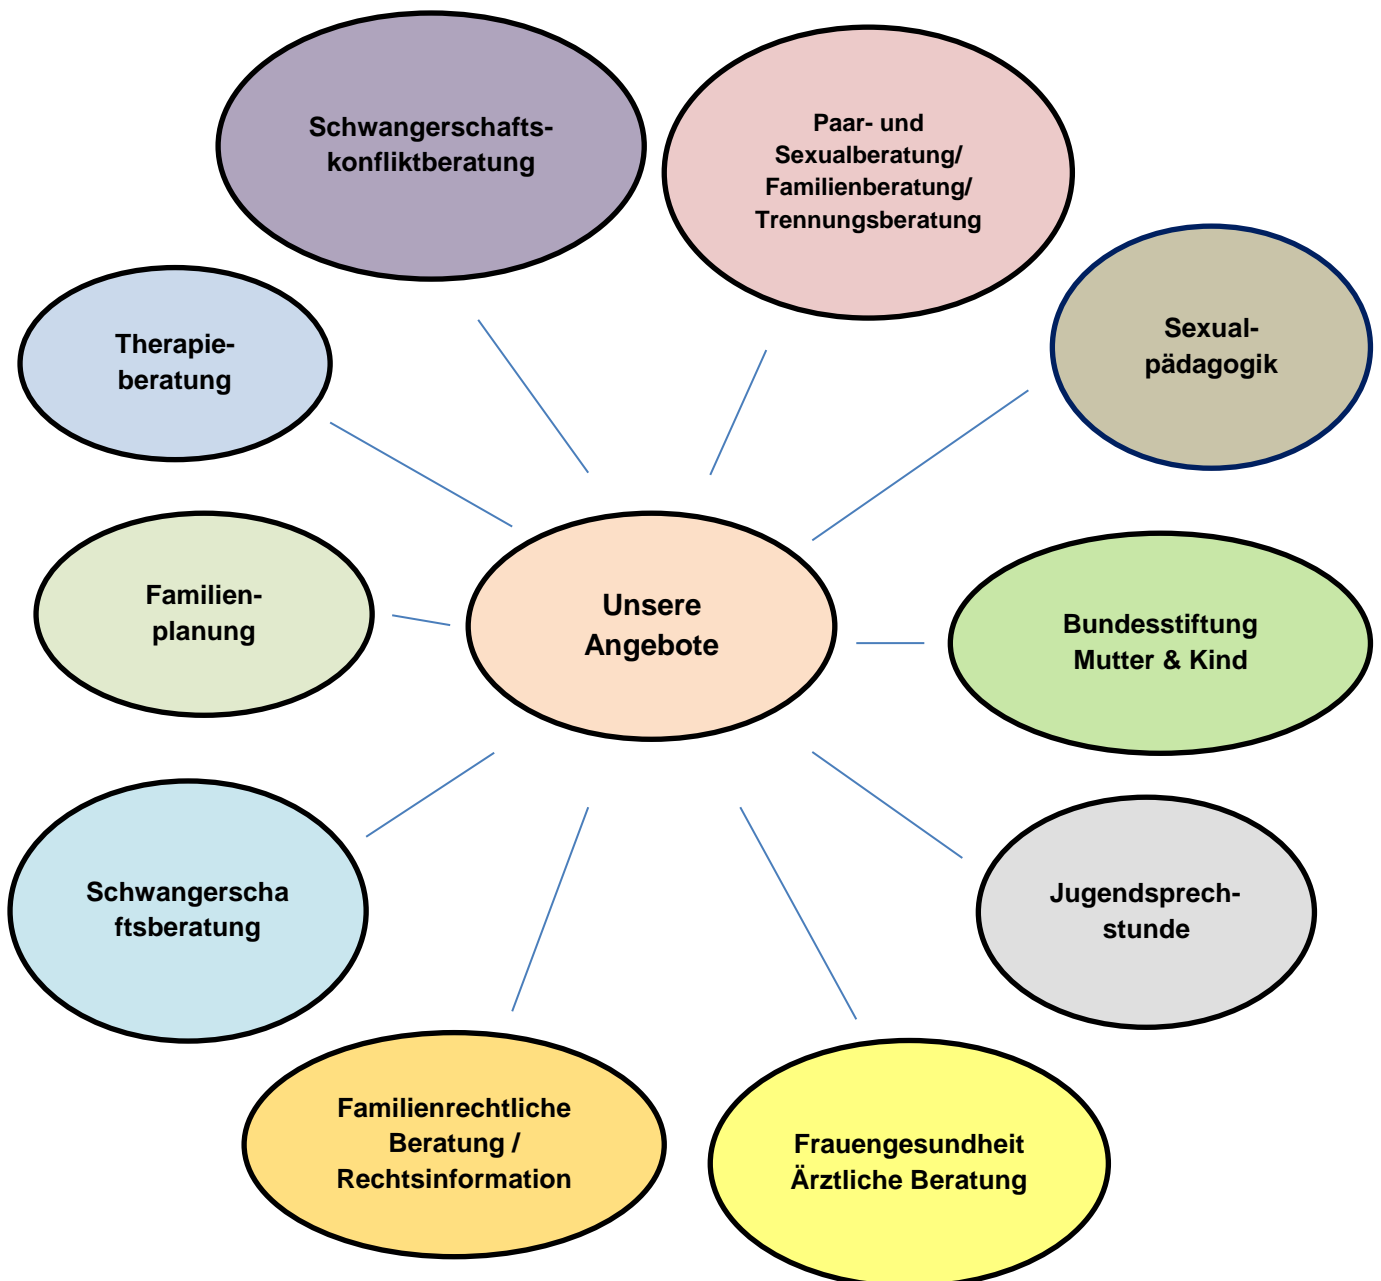 Schwangerschafts-
konfliktberatung
Paar- und
Sexualberatung/
Familienberatung/
Trennungsberatung
Sexual-
pädagogik
Therapie-
beratung
Familien-
planung
Unsere
Angebote
Bundesstiftung
Mutter & Kind
Schwangerscha
ftsberatung
Jugendsprech-
stunde
Familienrechtliche
Beratung /
Rechtsinformation
Frauengesundheit
Ärztliche Beratung